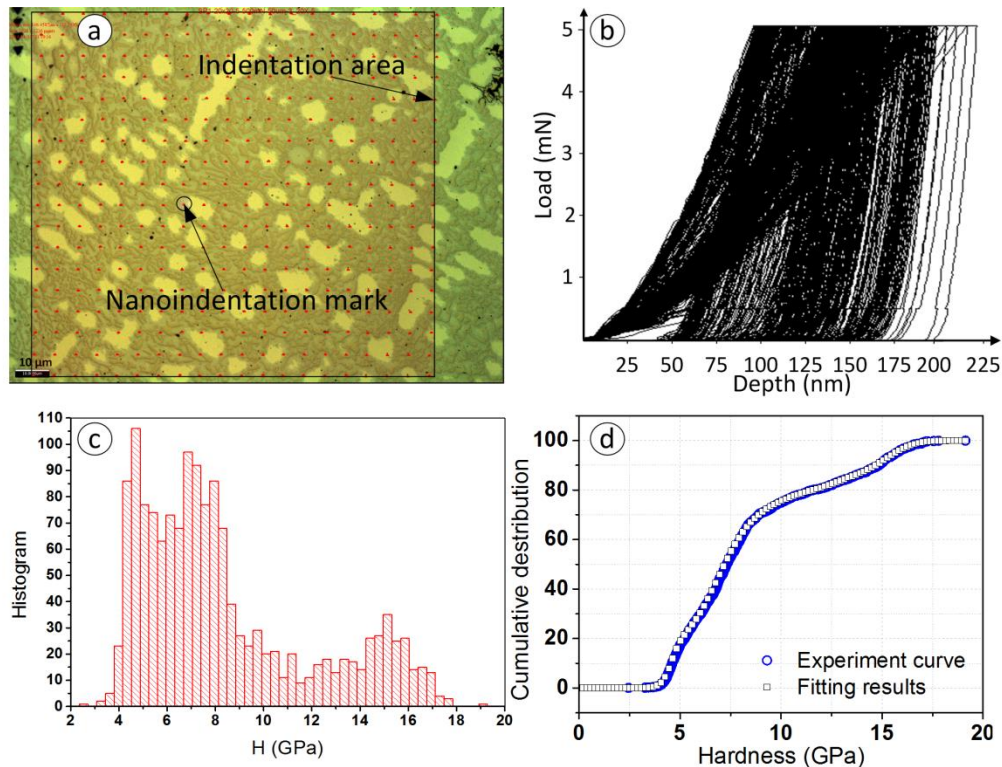 a
Indentation area
Nanoindentation mark
10 µm
b
Load (mN)
5
4
3
2
1
25 50 75 100 125 150 175 200 225
Depth (nm)
c
Histogram
110
100
90
80
70
60
50
40
30
20
10
0
2 4 6 8 10 12 14 16 18 20
H (GPa)
d
Cumulative destribution
100
80
60
40
20
0
0 5 10 15 20
Hardness (GPa)
Experiment curve
Fitting results